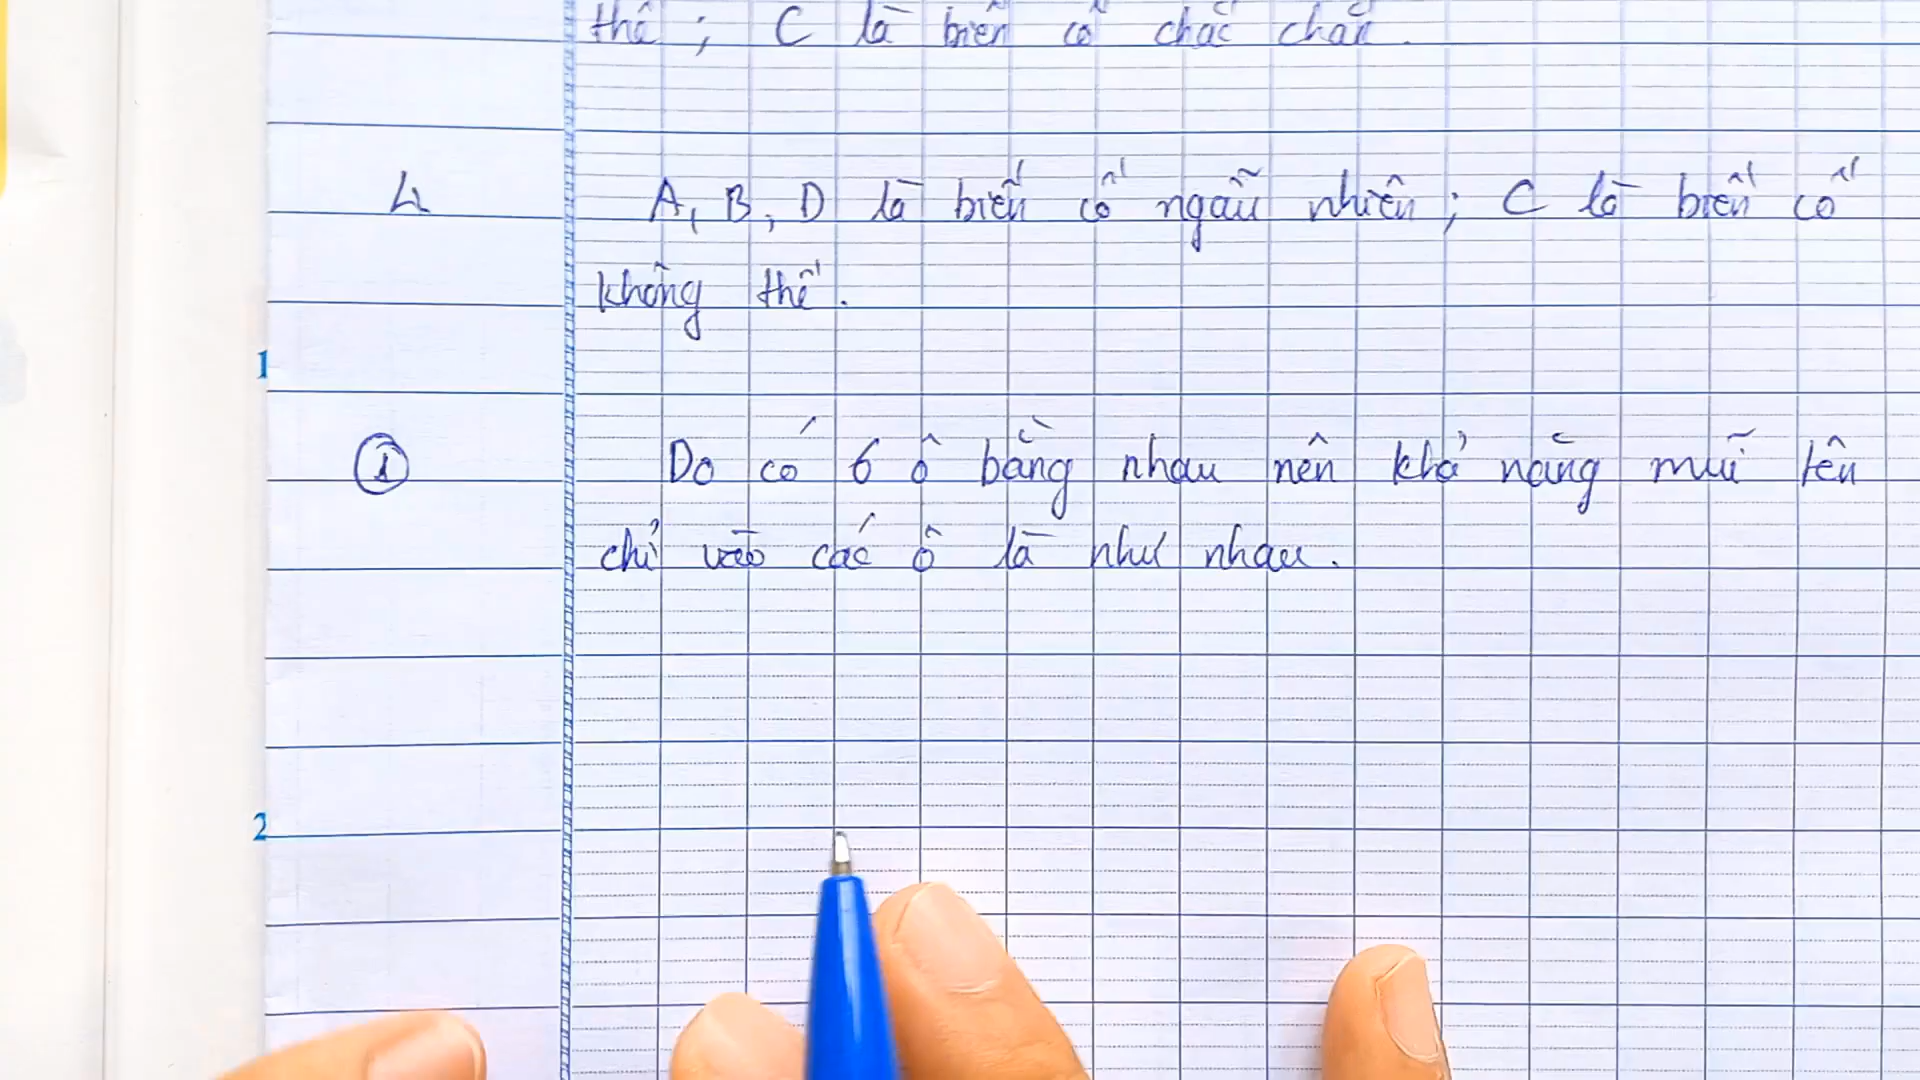 thể ; C là biến cố chắc chắn .
4
A, B, D là biến cố ngẫu nhiên ; C là biến cố
không thể .
1
1
Do có 6 ô bằng nhau nên khả năng mũi tên
chỉ vào các ô là như nhau .
2